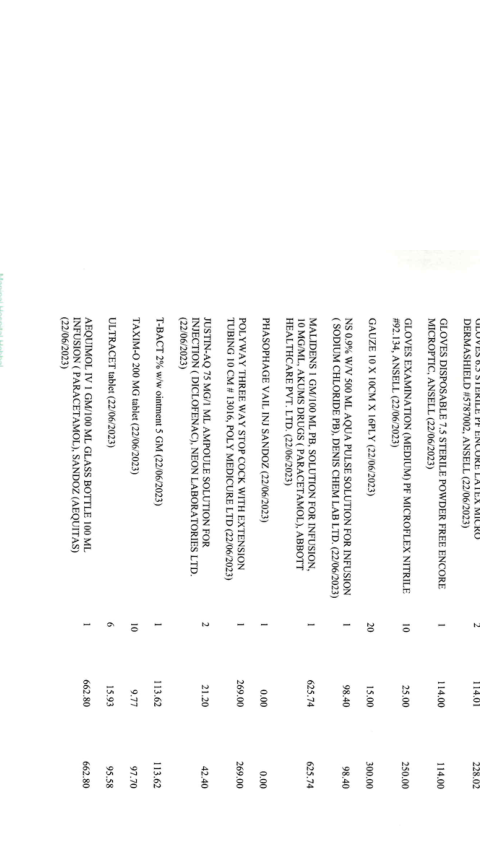 GLOVES 6.5 STERILE PF ENCORE LATEX MICRO 2 114.01 228.02
DERMASHIELD #5787002, ANSELL (22/06/2023)
GLOVES DISPOSABLE 7.5 STERILE POWDER FREE ENCORE 1 114.00 114.00
MICROPTIC, ANSELL (22/06/2023)
GLOVES EXAMINATION (MEDIUM) PF MICROFLEX NITRILE 10 25.00 250.00
#92.134, ANSELL (22/06/2023)
GAUZE 10 X 10CM X 16PLY (22/06/2023) 20 15.00 300.00
NS 0.9% W/V 500 ML AQUA PULSE SOLUTION FOR INFUSION 1 98.40 98.40
( SODIUM CHLORIDE PB), DENIS CHEM LAB LTD. (22/06/2023)
MALIDENS 1 GM/100 ML PB, SOLUTION FOR INFUSION, 1 625.74 625.74
10 MG/ML, AKUMS DRUGS ( PARACETAMOL), ABBOTT
HEALTHCARE PVT. LTD. (22/06/2023)
PHASOPHAGE VAIL INJ SANDOZ (22/06/2023) 1 0.00 0.00
POLYWAY THREE WAY STOP COCK WITH EXTENSION 1 269.00 269.00
TUBING 10 CM # 13016, POLY MEDICURE LTD (22/06/2023)
JUSTIN-AQ 75 MG/1 ML AMPOULE SOLUTION FOR 2 21.20 42.40
INJECTION ( DICLOFENAC), NEON LABORATORIES LTD.
(22/06/2023)
T-BACT 2% w/w ointment 5 GM (22/06/2023) 1 113.62 113.62
TAXIM-O 200 MG tablet (22/06/2023) 10 9.77 97.70
ULTRACET tablet (22/06/2023) 6 15.93 95.58
AEQUIMOL IV 1 GM/100 ML GLASS BOTTLE 100 ML 1 662.80 662.80
INFUSION ( PARACETAMOL), SANDOZ (AEQUITAS)
(22/06/2023)